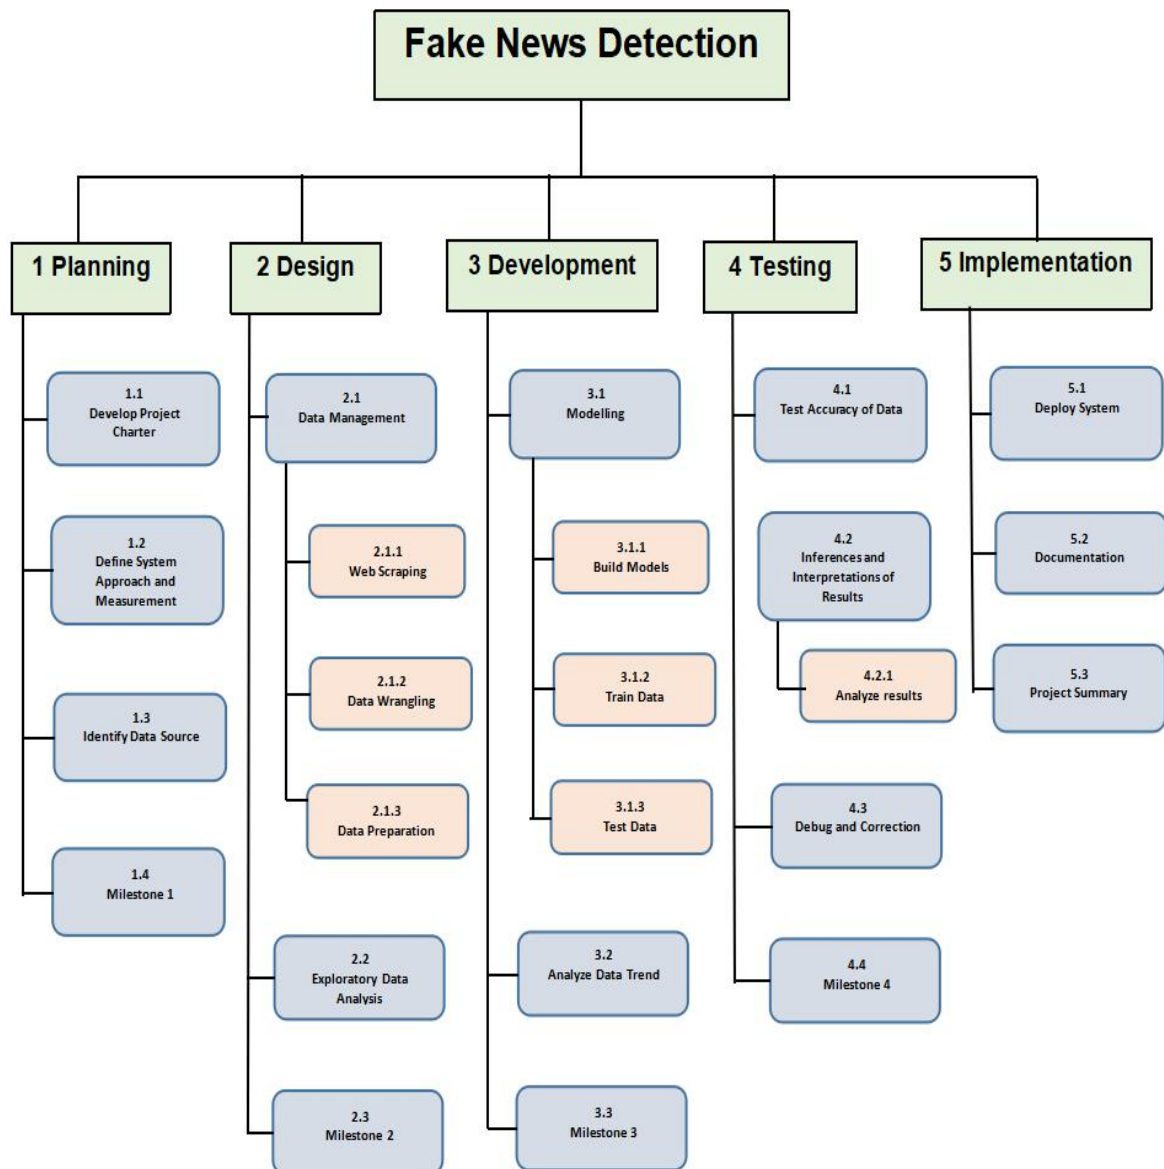 Fake News Detection
1 Planning
2 Design
3 Development
4 Testing
5 Implementation
1.1
Develop Project
Charter
1.2
Define System
Approach and
Measurement
1.3
Identify Data Source
1.4
Milestone 1
2.1
Data Management
2.1.1
Web Scraping
2.1.2
Data Wrangling
2.1.3
Data Preparation
2.2
Exploratory Data
Analysis
2.3
Milestone 2
3.1
Modelling
3.1.1
Build Models
3.1.2
Train Data
3.1.3
Test Data
3.2
Analyze Data Trend
3.3
Milestone 3
4.1
Test Accuracy of Data
4.2
Inferences and
Interpretations of
Results
4.2.1
Analyze results
4.3
Debug and Correction
4.4
Milestone 4
5.1
Deploy System
5.2
Documentation
5.3
Project Summary